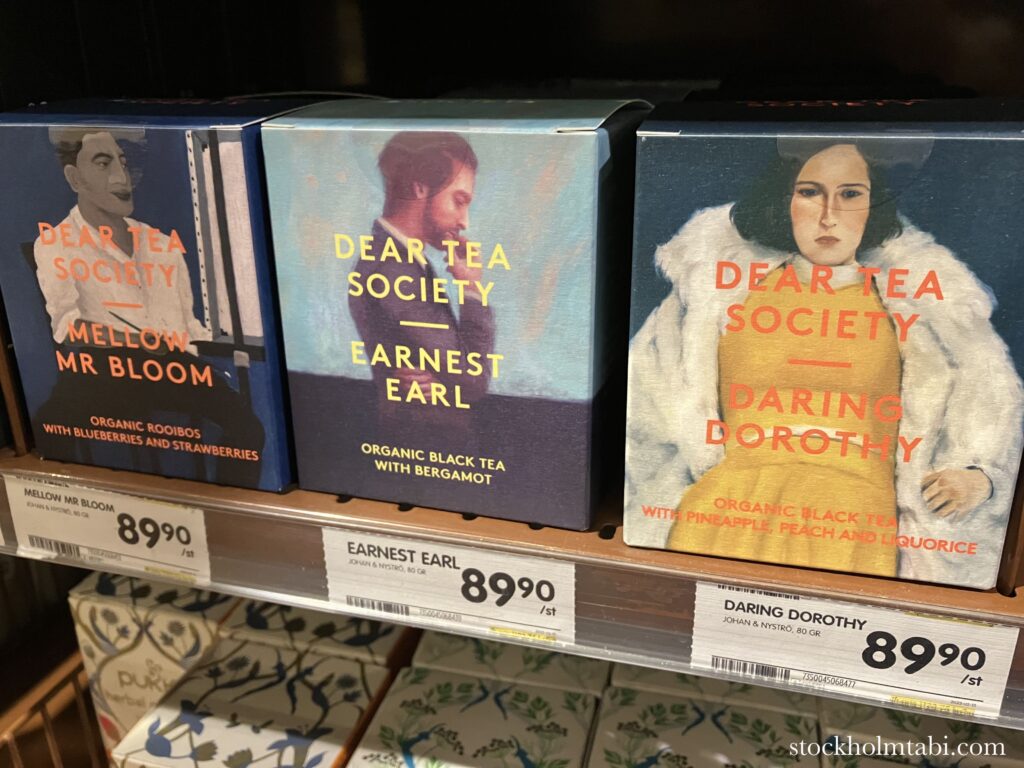 DEAR TEA
SOCIETY
MELLOW
MR BLOOM
ORGANIC ROOIBOS
WITH BLUEBERRIES AND STRAWBERRIES
DEAR TEA
SOCIETY
EARNEST
EARL
ORGANIC BLACK TEA
WITH BERGAMOT
SOCIETY
DEAR TEA
SOCIETY
DARING
DOROTHY
ORGANIC BLACK TEA
WITH PINEAPPLE, PEACH AND LIQUORICE
MELLOW MR BLOOM
JOHAN & NYSTRÖ, 80 GR
8990
/st
EARNEST EARL
JOHAN & NYSTRÖ, 80 GR
8990
/st
DARING DOROTHY
JOHAN & NYSTRÖ, 80 GR
8990
/st
7350045068477
pukka
herbal
stockholmtabi.com